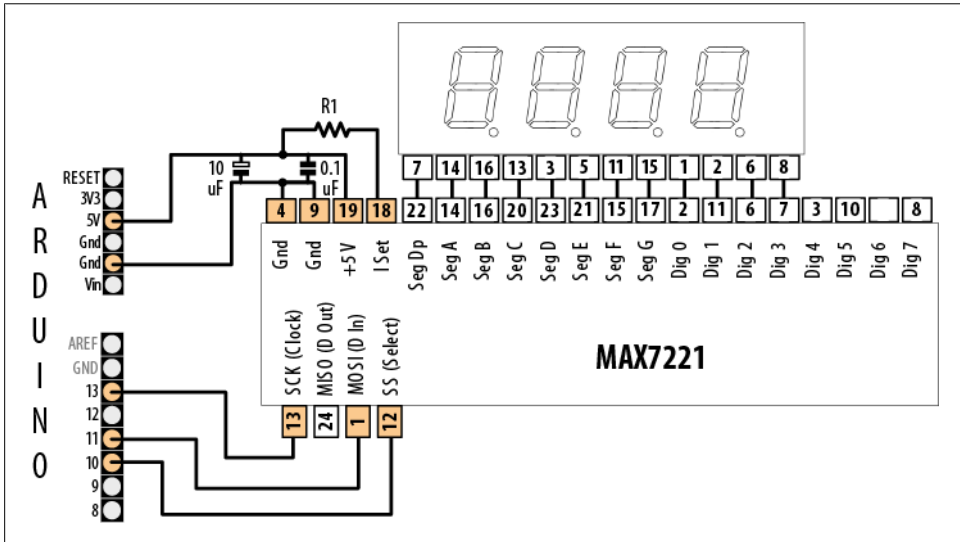 R1
10
uF
0.1
uF
ARDUINO
RESET
3V3
5V
Gnd
Gnd
Vin
AREF
GND
13
12
11
10
9
8
7 14 16 13 3 5 11 15 1 2 6 8
4 9 19 18 22 14 16 20 23 21 15 17 2 11 6 7 3 10 8
Gnd
Gnd
+5V
I Set
Seg Dp
Seg A
Seg B
Seg C
Seg D
Seg E
Seg F
Seg G
Dig 0
Dig 1
Dig 2
Dig 3
Dig 4
Dig 5
Dig 6
Dig 7
SCK (Clock)
MISO (D Out)
MOSI (D In)
SS (Select)
MAX7221
13 24 1 12